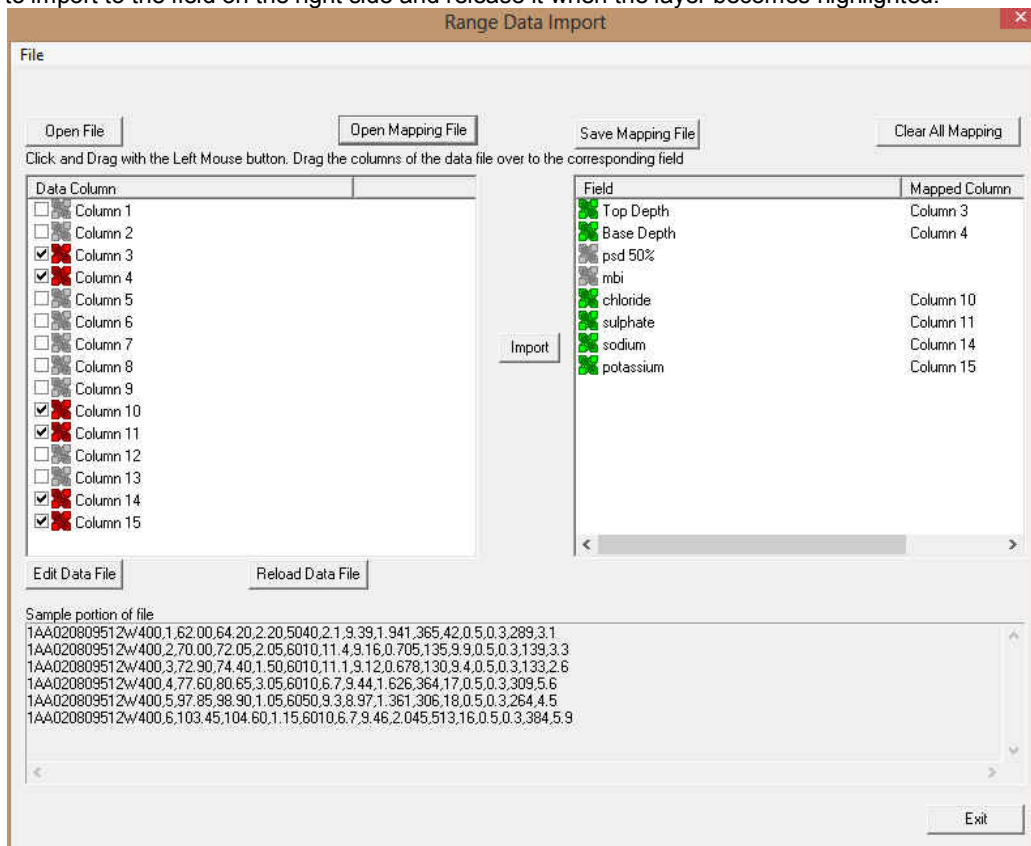 to import to the field on the right side and release it when the layer becomes highlighted.
Range Data Import
File
Open File
Open Mapping File
Save Mapping File
Clear All Mapping
Click and Drag with the Left Mouse button. Drag the columns of the data file over to the corresponding field
Data Column
Column 1
Column 2
Column 3
Column 4
Column 5
Column 6
Column 7
Column 8
Column 9
Column 10
Column 11
Column 12
Column 13
Column 14
Column 15
Import
Field Mapped Column
Top Depth Column 3
Base Depth Column 4
psd 50%
mbi
chloride Column 10
sulphate Column 11
sodium Column 14
potassium Column 15
Edit Data File
Reload Data File
Sample portion of file
1AA020809512W400,1,62.00,64.20,2.20,5040,2.1,9.39,1.941,365,42,0.5,0.3,289,3.1
1AA020809512W400,2,70.00,72.05,2.05,6010,11.4,9.16,0.705,135,9.9,0.5,0.3,139,3.3
1AA020809512W400,3,72.90,74.40,1.50,6010,11.1,9.12,0.678,130,9.4,0.5,0.3,133,2.6
1AA020809512W400,4,77.60,80.65,3.05,6010,6.7,9.44,1.626,364,17,0.5,0.3,309,5.6
1AA020809512W400,5,97.85,98.90,1.05,6050,9.3,8.97,1.361,306,18,0.5,0.3,264,4.5
1AA020809512W400,6,103.45,104.60,1.15,6010,6.7,9.46,2.045,513,16,0.5,0.3,384,5.9
Exit